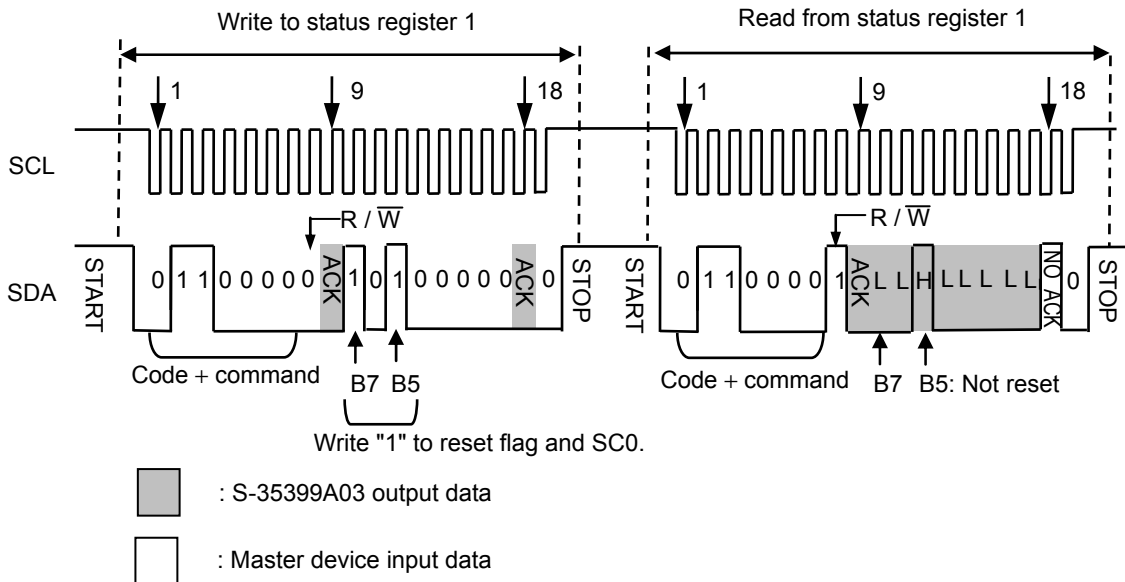 Write to status register 1
Read from status register 1
1 9 18 1 9 18
SCL
R / W R / W
SDA START 0 1 1 0 0 0 0 0 ACK 1 0 1 0 0 0 0 0 ACK 0 STOP START 0 1 1 0 0 0 0 1 ACK L L H L L L L L NO ACK 0 STOP
Code + command B7 B5 Code + command B7 B5: Not reset
Write "1" to reset flag and SC0.
: S-35399A03 output data
: Master device input data